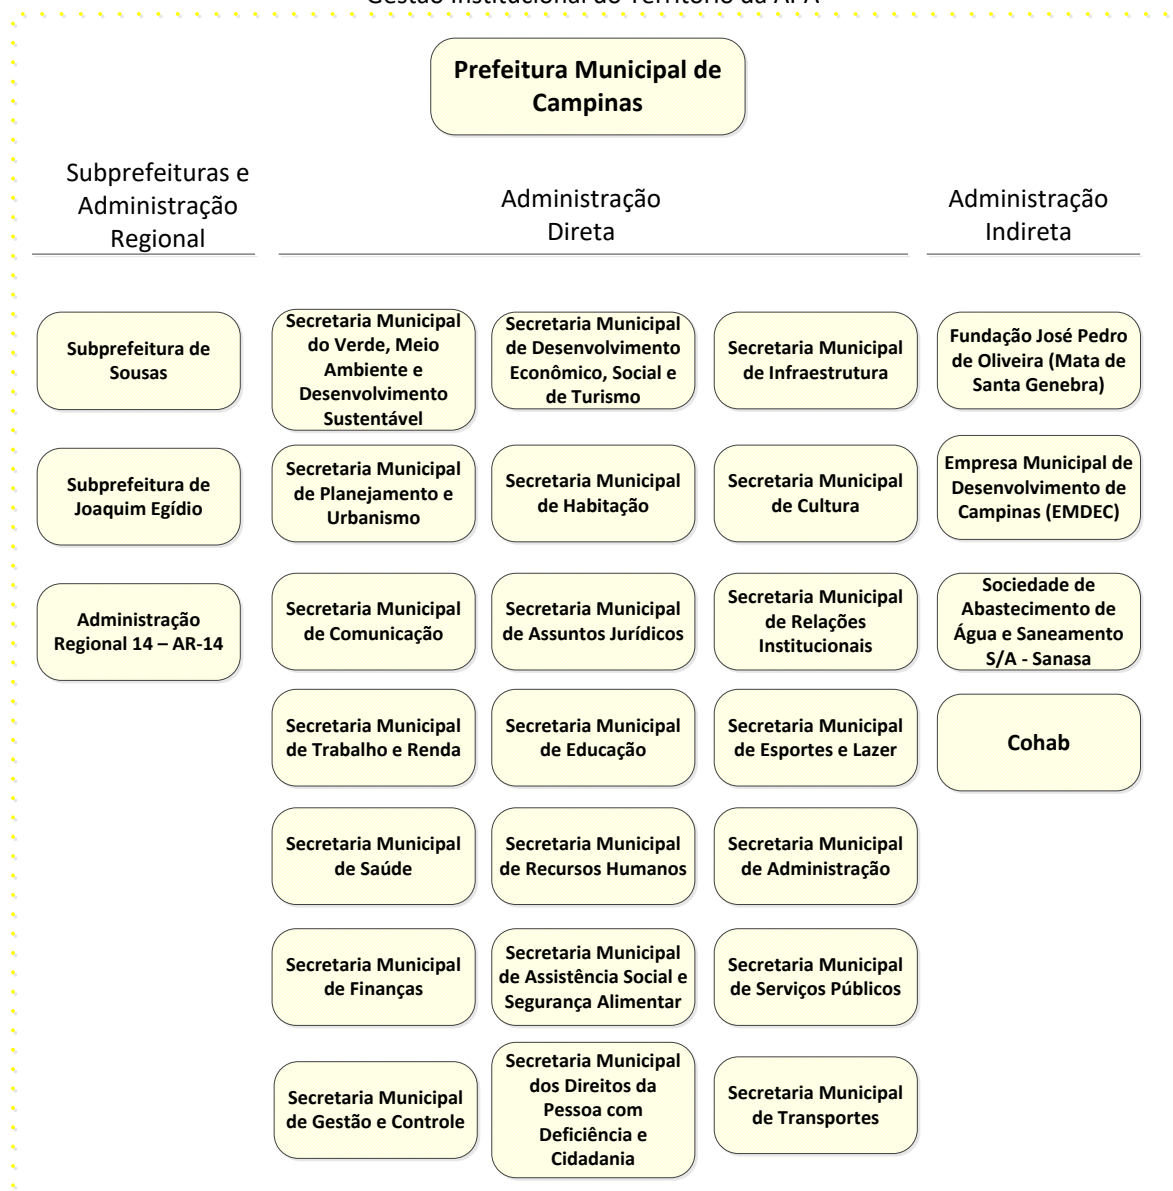 Gestão Institucional do Território da APA
Prefeitura Municipal de
Campinas
Subprefeituras e
Administração
Regional
Administração
Direta
Administração
Indireta
Subprefeitura de
Sousas
Subprefeitura de
Joaquim Egídio
Administração
Regional 14 – AR-14
Secretaria Municipal
do Verde, Meio
Ambiente e
Desenvolvimento
Sustentável
Secretaria Municipal
de Desenvolvimento
Econômico, Social e
de Turismo
Secretaria Municipal
de Infraestrutura
Secretaria Municipal
de Planejamento e
Urbanismo
Secretaria Municipal
de Habitação
Secretaria Municipal
de Cultura
Secretaria Municipal
de Comunicação
Secretaria Municipal
de Assuntos Jurídicos
Secretaria Municipal
de Relações
Institucionais
Secretaria Municipal
de Trabalho e Renda
Secretaria Municipal
de Educação
Secretaria Municipal
de Esportes e Lazer
Secretaria Municipal
de Saúde
Secretaria Municipal
de Recursos Humanos
Secretaria Municipal
de Administração
Secretaria Municipal
de Finanças
Secretaria Municipal
de Assistência Social e
Segurança Alimentar
Secretaria Municipal
de Serviços Públicos
Secretaria Municipal
de Gestão e Controle
Secretaria Municipal
dos Direitos da
Pessoa com
Deficiência e
Cidadania
Secretaria Municipal
de Transportes
Fundação José Pedro
de Oliveira (Mata de
Santa Genebra)
Empresa Municipal de
Desenvolvimento de
Campinas (EMDEC)
Sociedade de
Abastecimento de
Água e Saneamento
S/A - Sanasa
Cohab